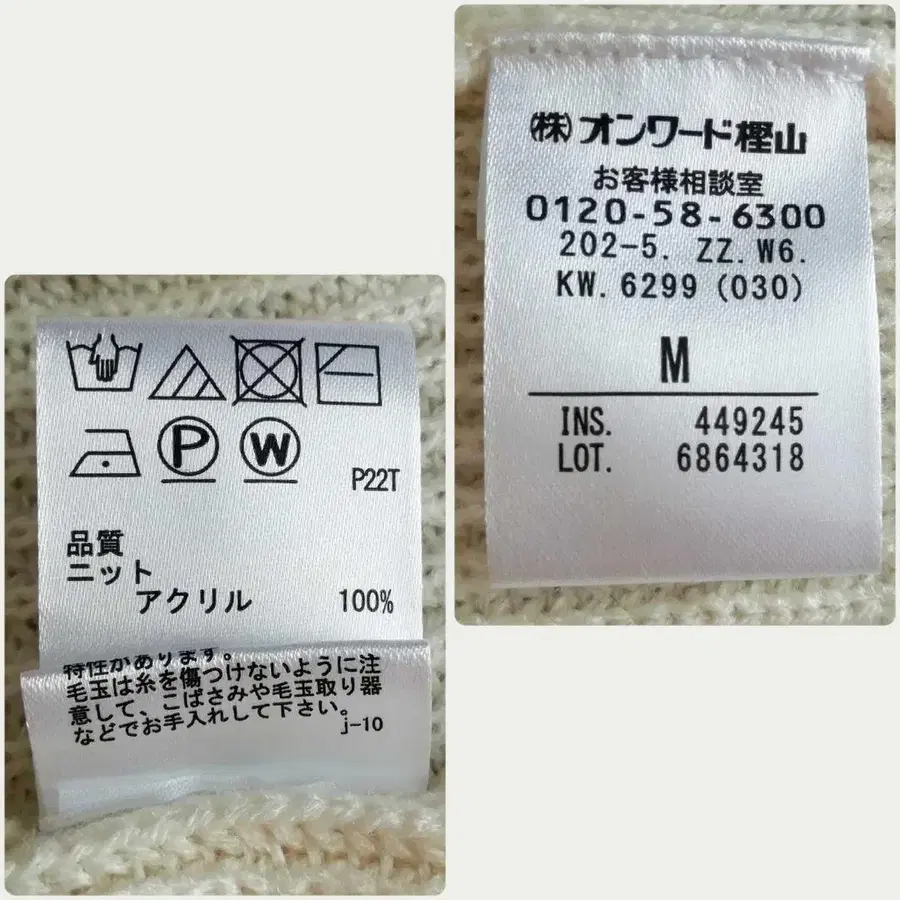 (株)オンワード樫山
お客様相談室
0120-58-6300
202-5. ZZ. W6.
KW. 6299 (030)
M
INS. 449245
LOT. 6864318
P
W
P22T
品質
ニット
アクリル 100%
特性があります。
毛玉は糸を傷つけないように注
意して、こばさみや毛玉取り器
などでお手入れして下さい。
j-10